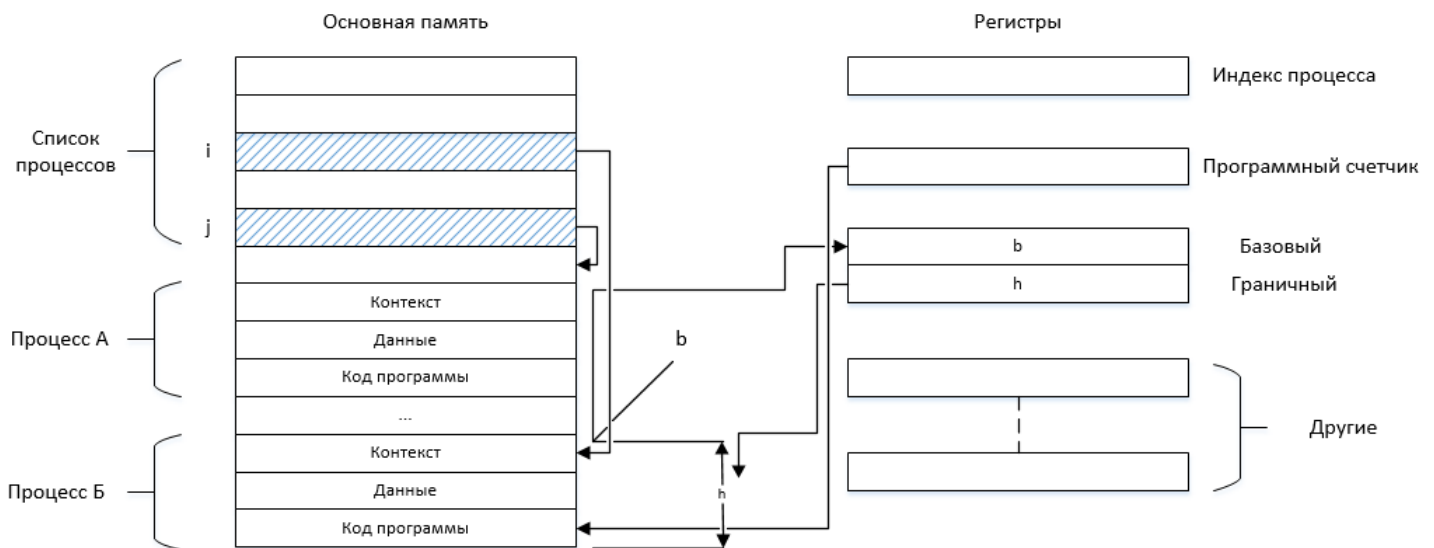 Основная память
Регистры
Индекс процесса
Список
процессов
i
Программный счетчик
j
b
Базовый
h
Граничный
Контекст
Процесс А
Данные
b
Код программы
...
Другие
Контекст
Процесс Б
Данные
h
Код программы